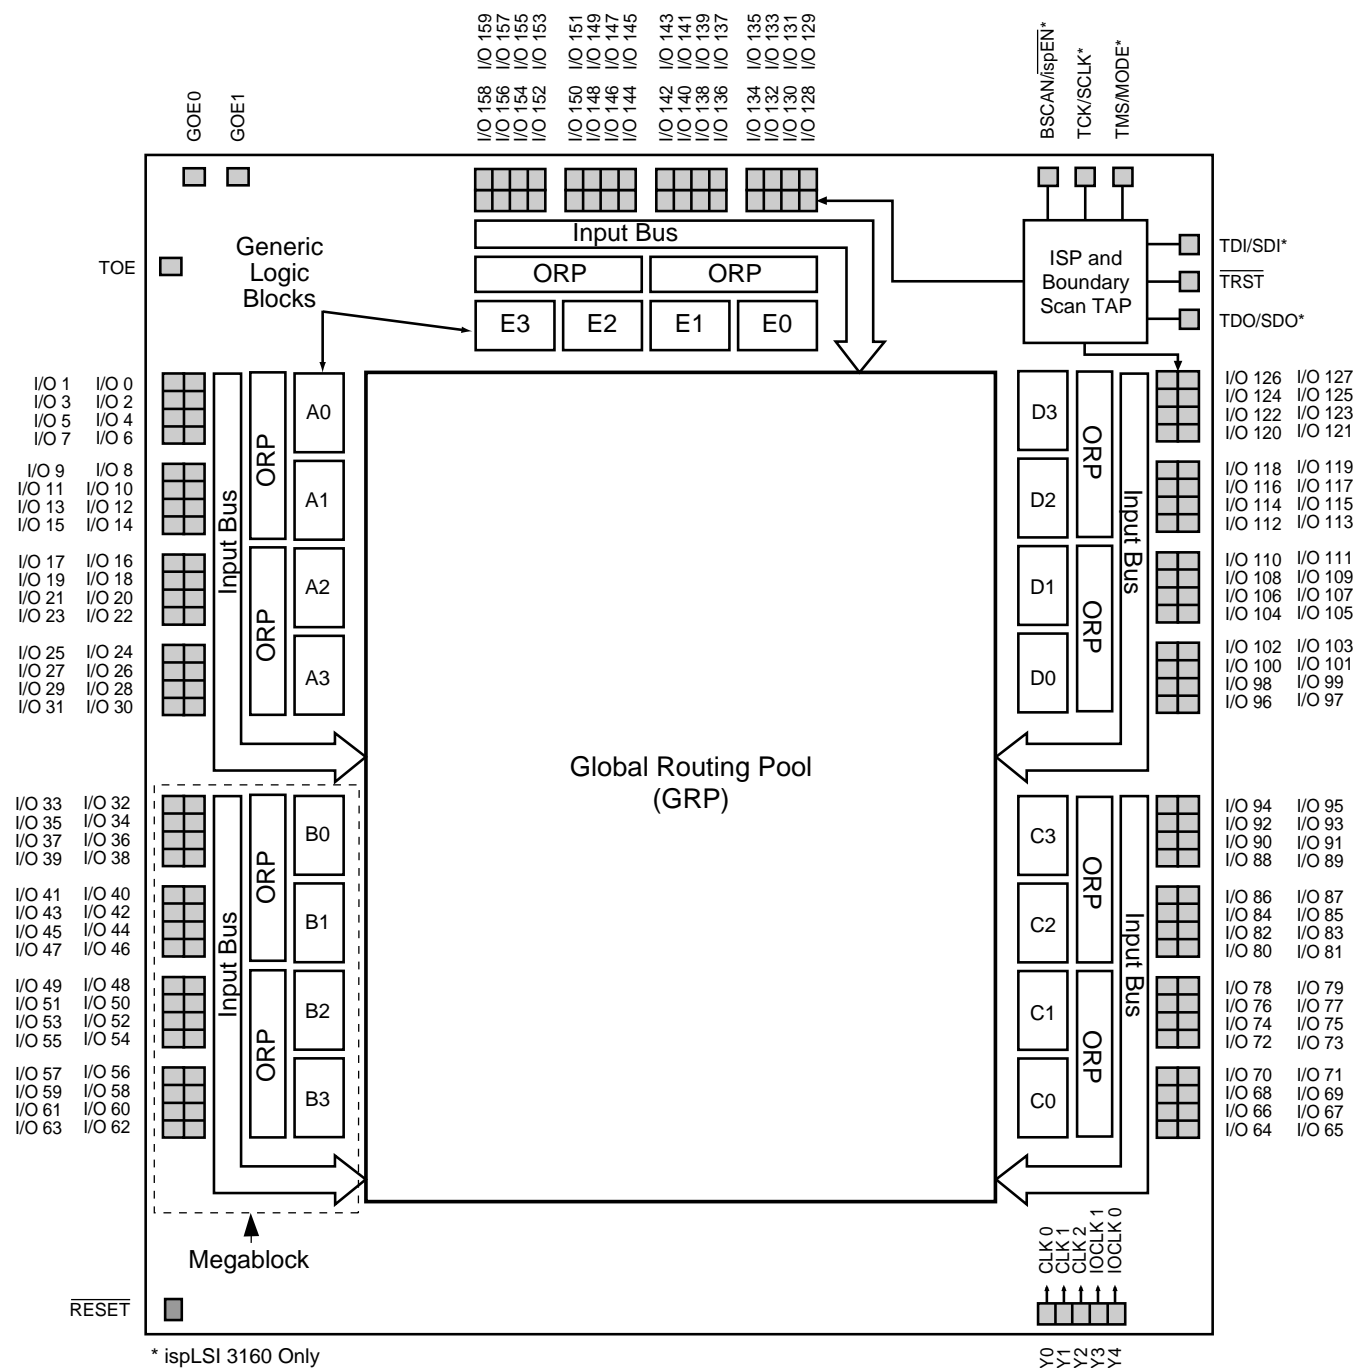 I/O 159
I/O 157
I/O 155
I/O 153
I/O 151
I/O 149
I/O 147
I/O 145
I/O 143
I/O 141
I/O 139
I/O 137
I/O 135
I/O 133
I/O 131
I/O 129
I/O 158
I/O 156
I/O 154
I/O 152
I/O 150
I/O 148
I/O 146
I/O 144
I/O 142
I/O 140
I/O 138
I/O 136
I/O 134
I/O 132
I/O 130
I/O 128
GOE0
GOE1
BSCAN/ispEN*
TCK/SCLK*
TMS/MODE*
TOE
Generic
Logic
Blocks
Input Bus
ORP
ORP
E3
E2
E1
E0
ISP and
Boundary
Scan TAP
TDI/SDI*
TRST
TDO/SDO*
I/O 1 I/O 0
I/O 3 I/O 2
I/O 5 I/O 4
I/O 7 I/O 6
I/O 9 I/O 8
I/O 11 I/O 10
I/O 13 I/O 12
I/O 15 I/O 14
I/O 17 I/O 16
I/O 19 I/O 18
I/O 21 I/O 20
I/O 23 I/O 22
I/O 25 I/O 24
I/O 27 I/O 26
I/O 29 I/O 28
I/O 31 I/O 30
Input Bus
ORP
ORP
A0
A1
A2
A3
Global Routing Pool
(GRP)
D3
D2
D1
D0
ORP
ORP
Input Bus
I/O 126 I/O 127
I/O 124 I/O 125
I/O 122 I/O 123
I/O 120 I/O 121
I/O 118 I/O 119
I/O 116 I/O 117
I/O 114 I/O 115
I/O 112 I/O 113
I/O 110 I/O 111
I/O 108 I/O 109
I/O 106 I/O 107
I/O 104 I/O 105
I/O 102 I/O 103
I/O 100 I/O 101
I/O 98 I/O 99
I/O 96 I/O 97
I/O 33 I/O 32
I/O 35 I/O 34
I/O 37 I/O 36
I/O 39 I/O 38
I/O 41 I/O 40
I/O 43 I/O 42
I/O 45 I/O 44
I/O 47 I/O 46
I/O 49 I/O 48
I/O 51 I/O 50
I/O 53 I/O 52
I/O 55 I/O 54
I/O 57 I/O 56
I/O 59 I/O 58
I/O 61 I/O 60
I/O 63 I/O 62
Input Bus
ORP
ORP
B0
B1
B2
B3
C3
C2
C1
C0
ORP
ORP
Input Bus
I/O 94 I/O 95
I/O 92 I/O 93
I/O 90 I/O 91
I/O 88 I/O 89
I/O 86 I/O 87
I/O 84 I/O 85
I/O 82 I/O 83
I/O 80 I/O 81
I/O 78 I/O 79
I/O 76 I/O 77
I/O 74 I/O 75
I/O 72 I/O 73
I/O 70 I/O 71
I/O 68 I/O 69
I/O 66 I/O 67
I/O 64 I/O 65
Megablock
RESET
CLK 0
CLK 1
CLK 2
IOCLK 1
IOCLK 0
Y0
Y1
Y2
Y3
Y4
* ispLSI 3160 Only